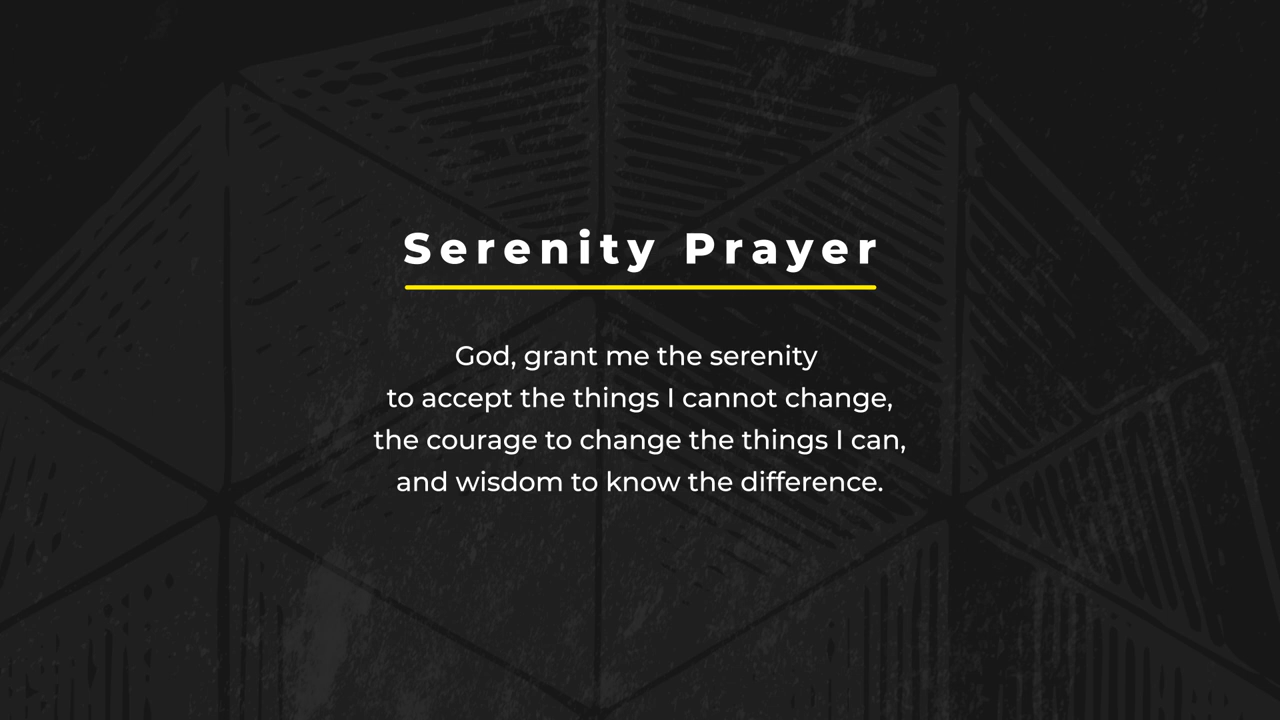 Serenity Prayer
God, grant me the serenity
to accept the things I cannot change,
the courage to change the things I can,
and wisdom to know the difference.